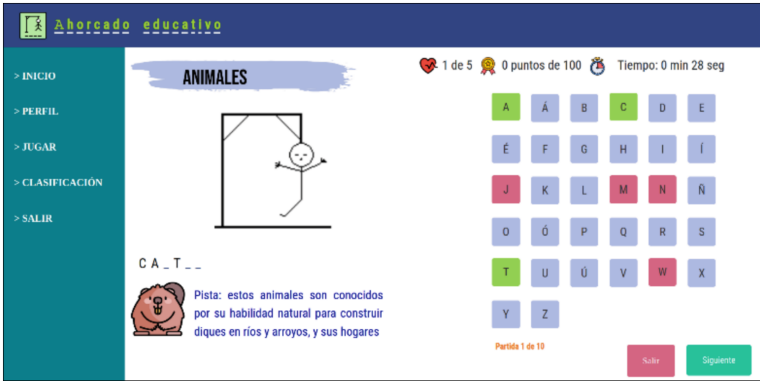 Ahorcado educativo
> INICIO
> PERFIL
> JUGAR
> CLASIFICACIÓN
> SALIR
ANIMALES
1 de 5 0 puntos de 100 Tiempo: 0 min 28 seg
A Á B C D E
É F G H I Í
J K L M N Ñ
O Ó P Q R S
T U Ú V W X
Y Z
C A _ T _ _
Pista: estos animales son conocidos
por su habilidad natural para construir
diques en ríos y arroyos, y sus hogares
Partida 1 de 10
Salir Siguiente